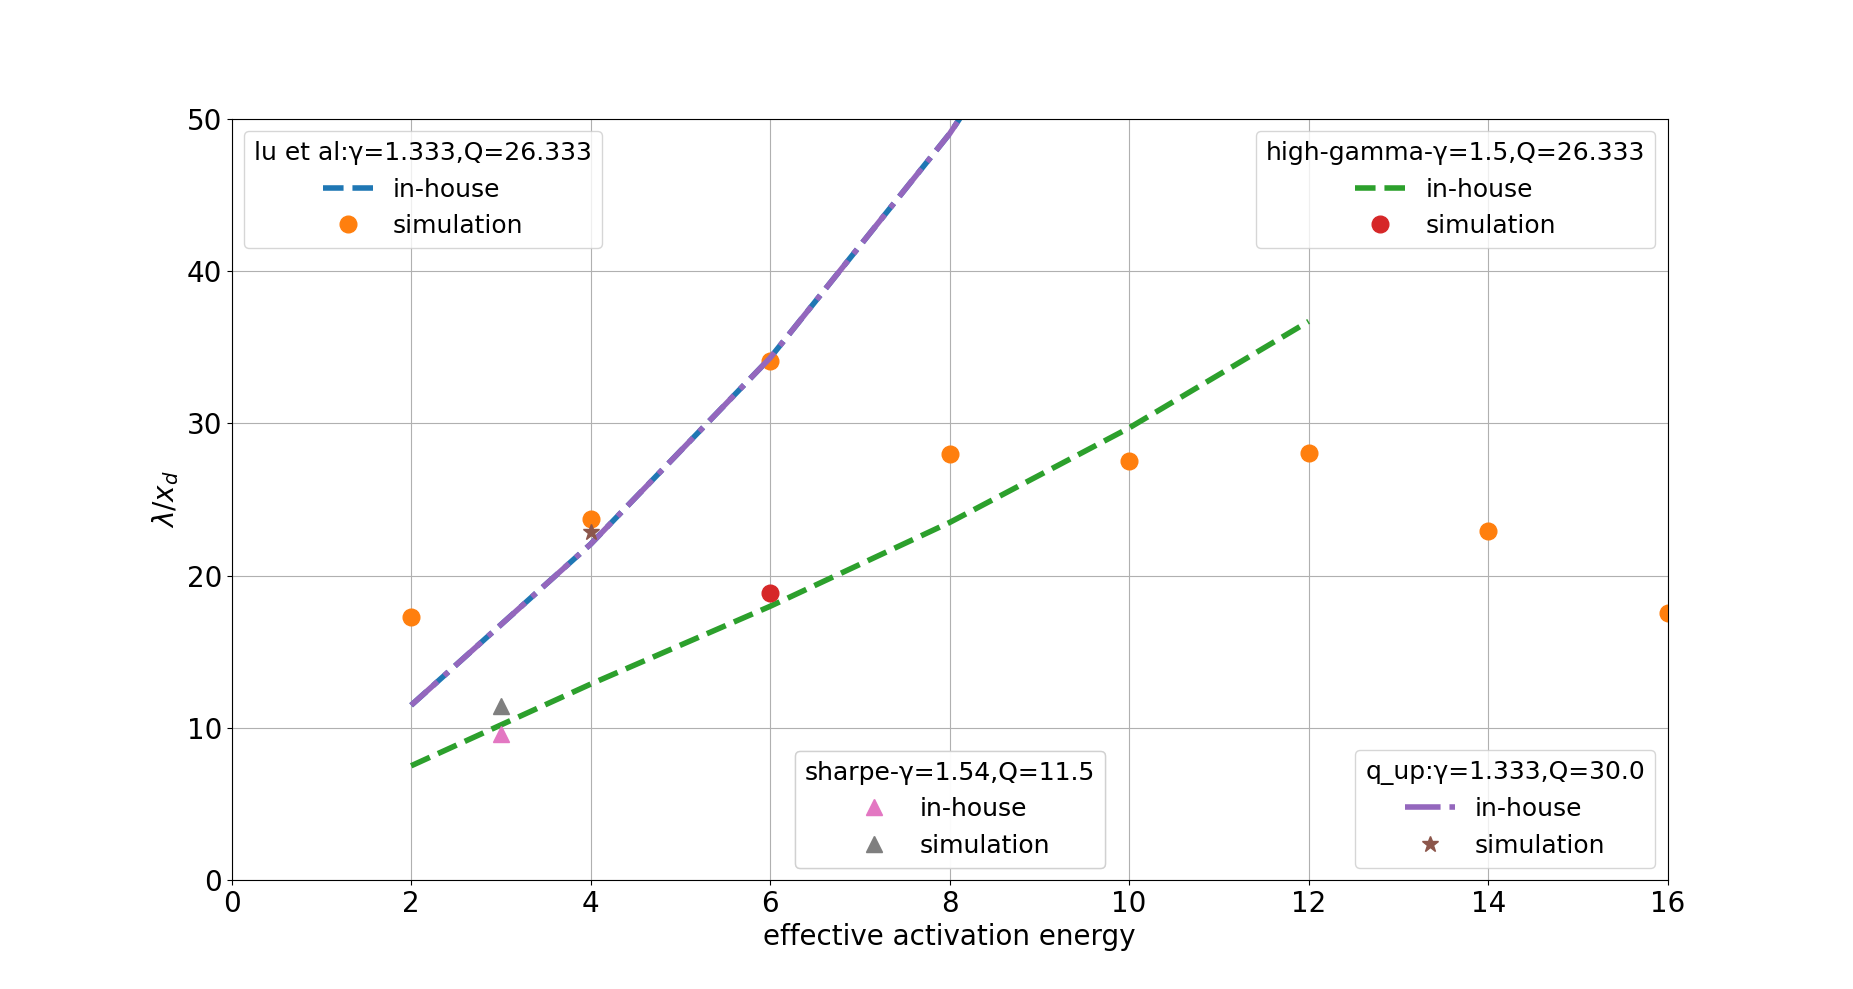 50
40
30
20
10
0
λ/x_d
lu et al:γ=1.333,Q=26.333
in-house
simulation
high-gamma-γ=1.5,Q=26.333
in-house
simulation
sharpe-γ=1.54,Q=11.5
in-house
simulation
q_up:γ=1.333,Q=30.0
in-house
simulation
0 2 4 6 8 10 12 14 16
effective activation energy